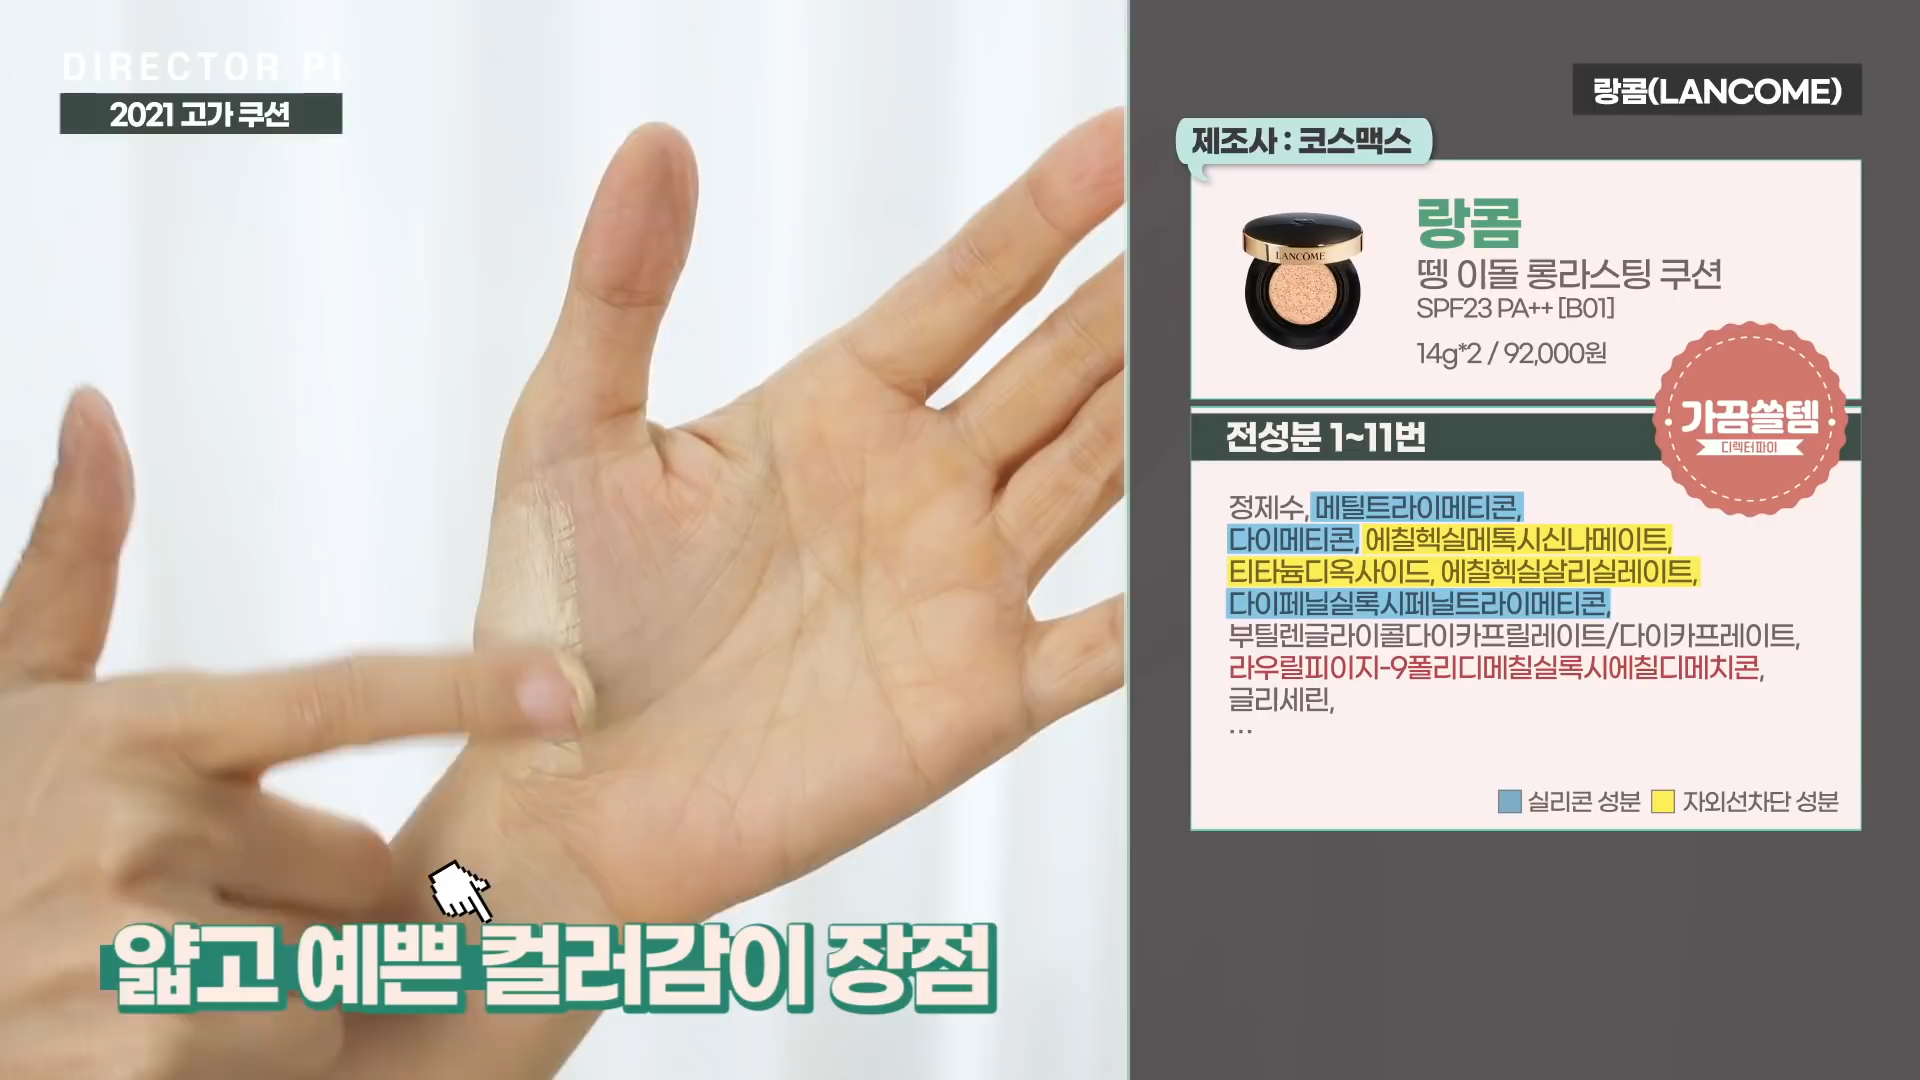 DIRECTOR PI
2021 고가 쿠션
랑콤(LANCOME)
제조사 : 코스맥스
LANCOME
랑콤
뗑 이돌 롱라스팅 쿠션
SPF23 PA++ [B01]
14g*2 / 92,000원
가끔쓸템
디렉터파이
전성분 1~11번
정제수, 메틸트라이메티콘,
다이메티콘, 에칠헥실메톡시신나메이트,
티타늄디옥사이드, 에칠헥실살리실레이트,
다이페닐실록시페닐트라이메티콘,
부틸렌글라이콜다이카프릴레이트/다이카프레이트,
라우릴피이지-9폴리디메칠실록시에칠디메치콘,
글리세린,
...
실리콘 성분 자외선차단 성분
얇고 예쁜 컬러감이 장점